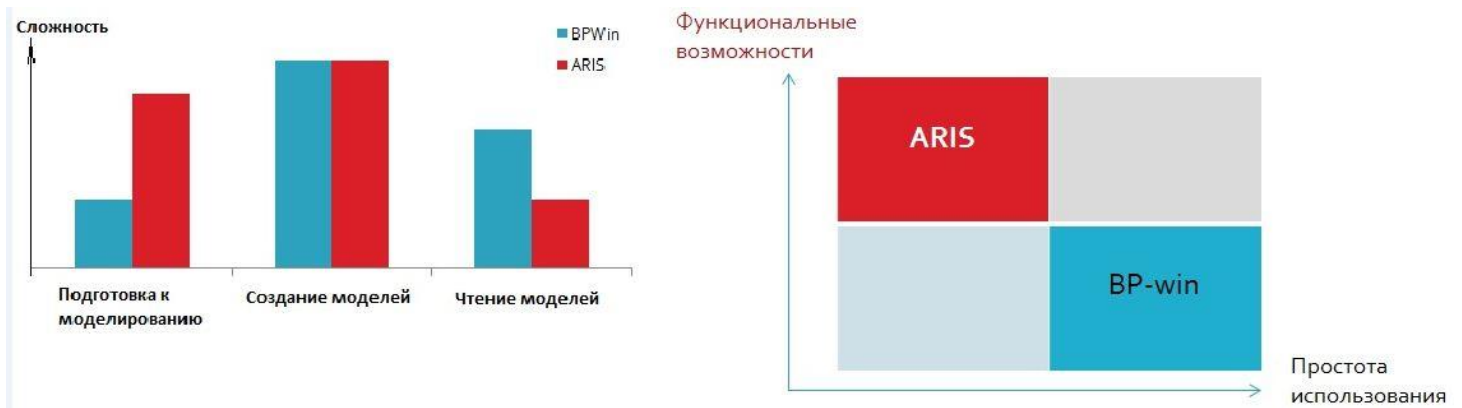 Сложность
BPWin
ARIS
Подготовка к
моделированию
Создание моделей
Чтение моделей
Функциональные
возможности
ARIS
BP-win
Простота
использования